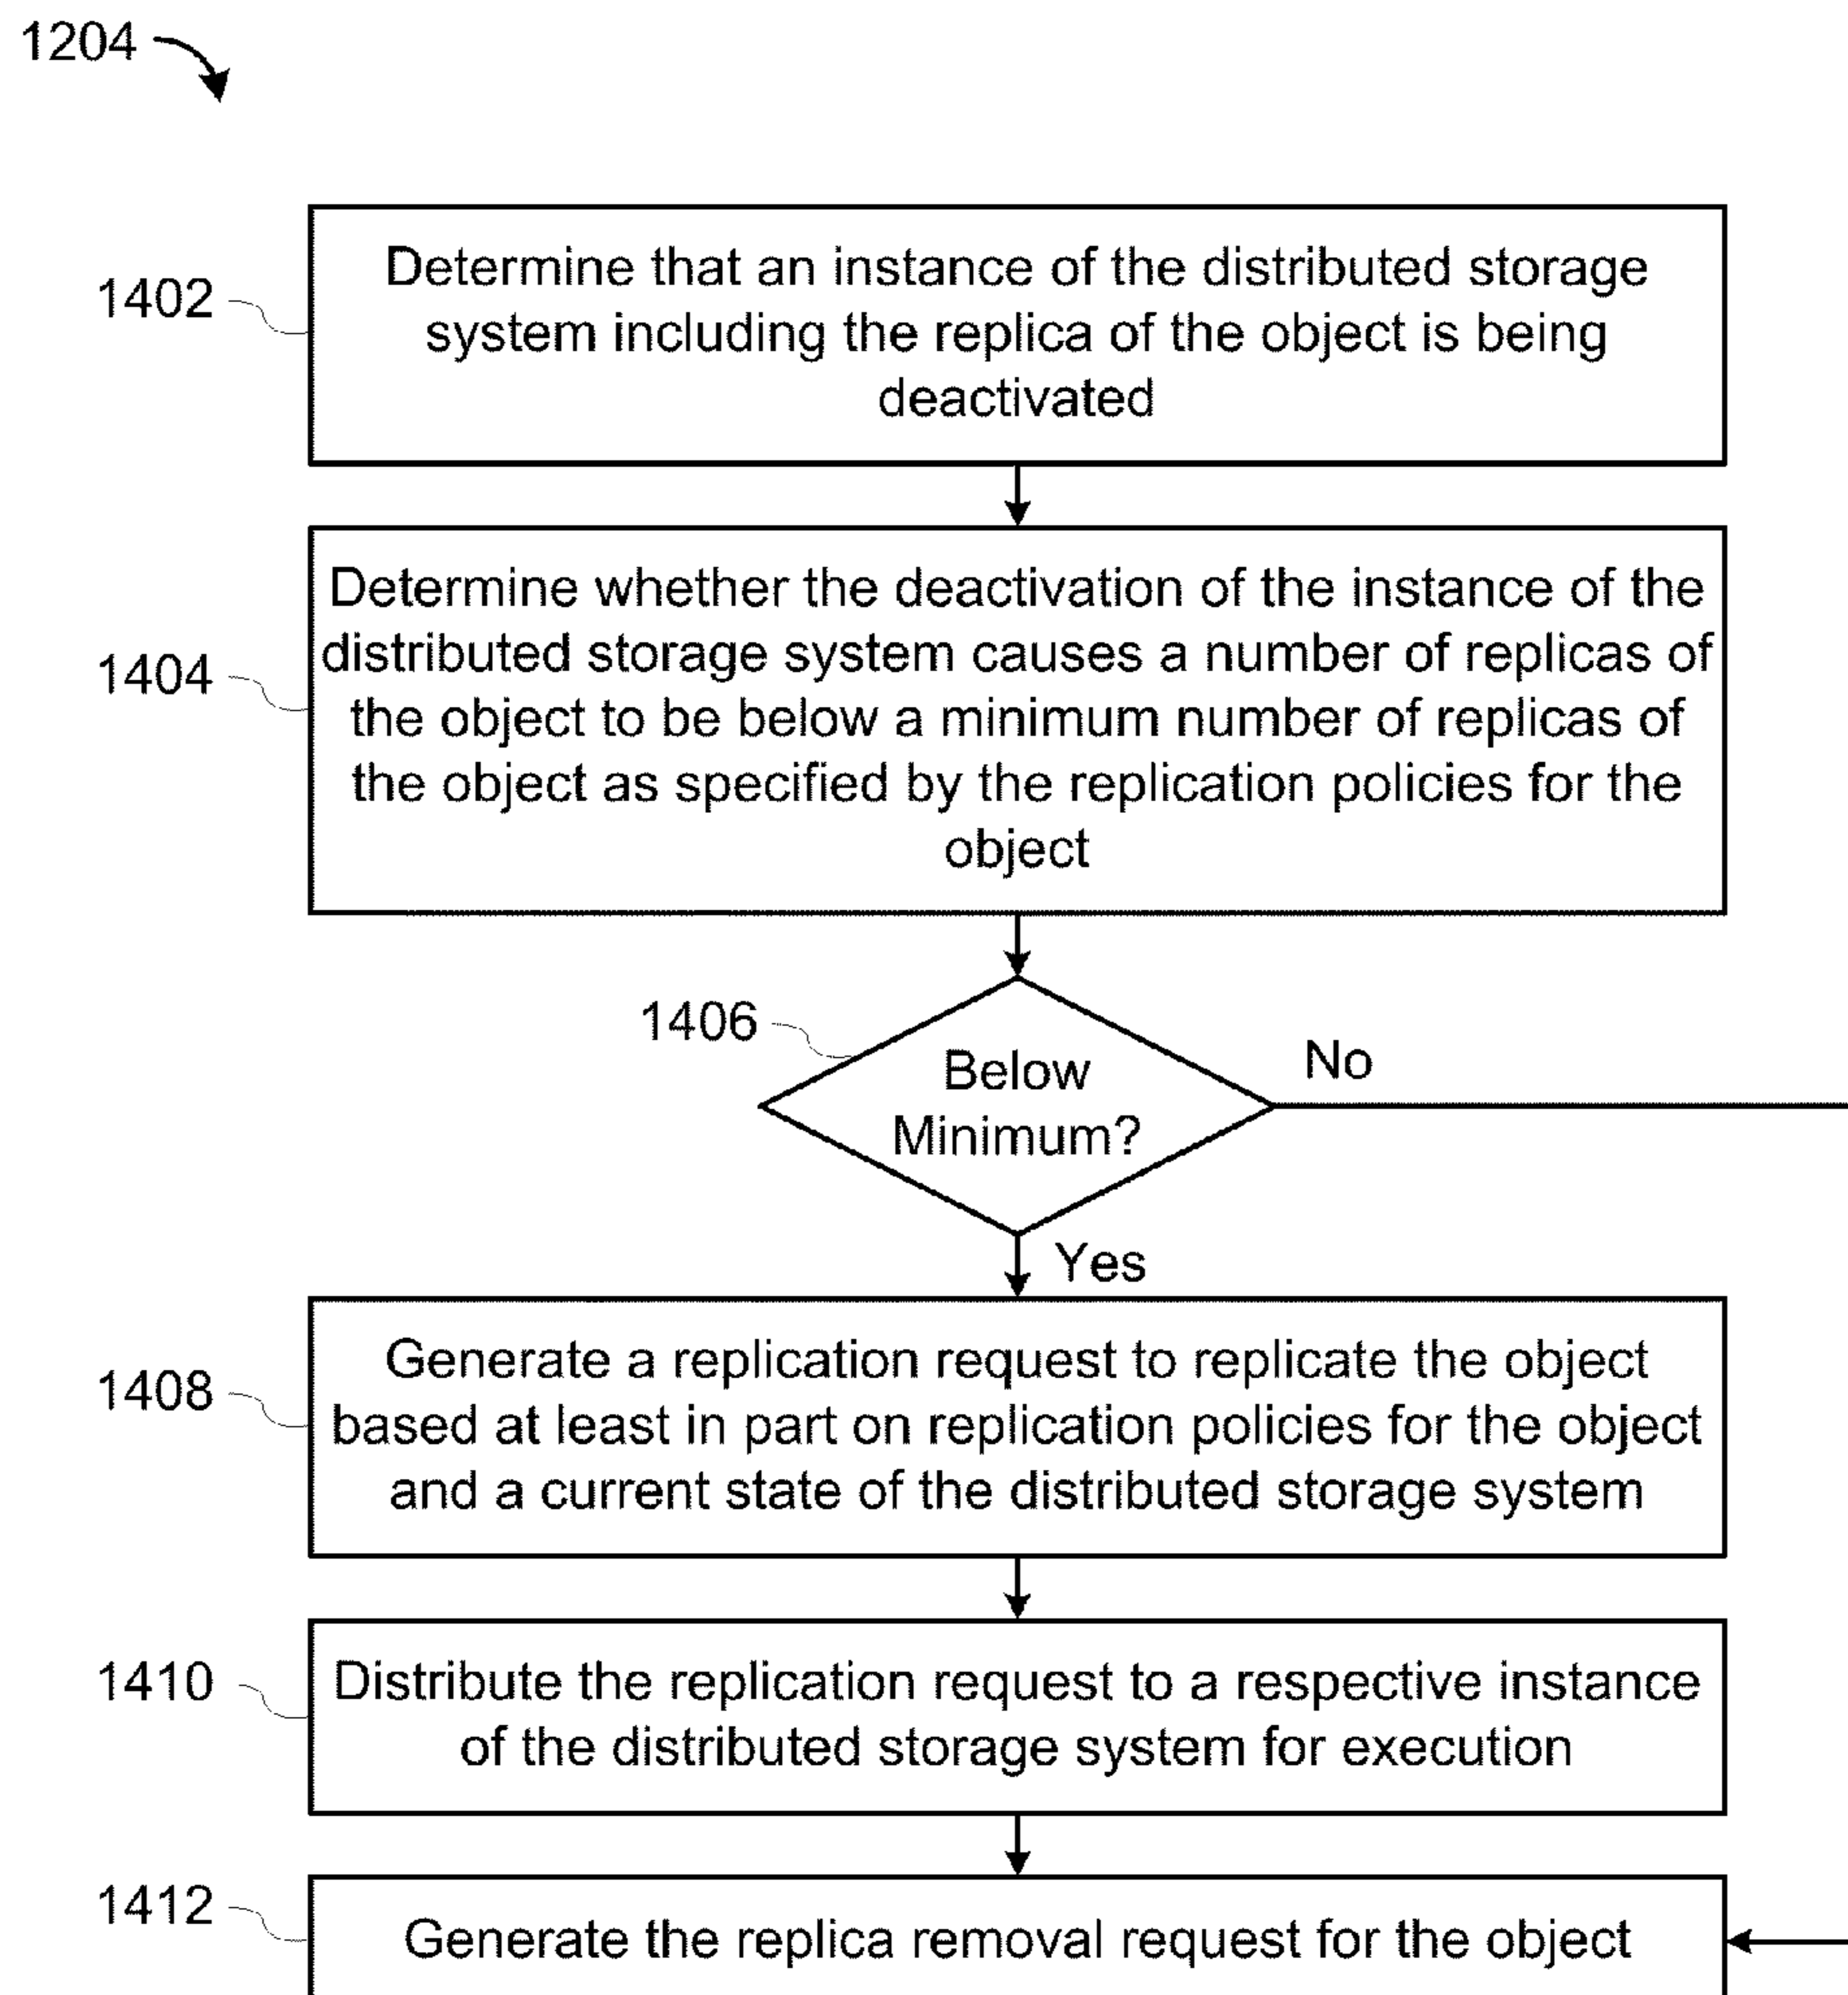 1204
1402
Determine that an instance of the distributed storage
system including the replica of the object is being
deactivated
1404
Determine whether the deactivation of the instance of the
distributed storage system causes a number of replicas of
the object to be below a minimum number of replicas of
the object as specified by the replication policies for the
object
1406
Below
Minimum?
No
Yes
1408
Generate a replication request to replicate the object
based at least in part on replication policies for the object
and a current state of the distributed storage system
1410
Distribute the replication request to a respective instance
of the distributed storage system for execution
1412
Generate the replica removal request for the object